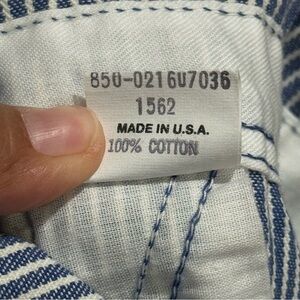 850-0216U7036
1562
MADE IN U.S.A.
100% COTTON